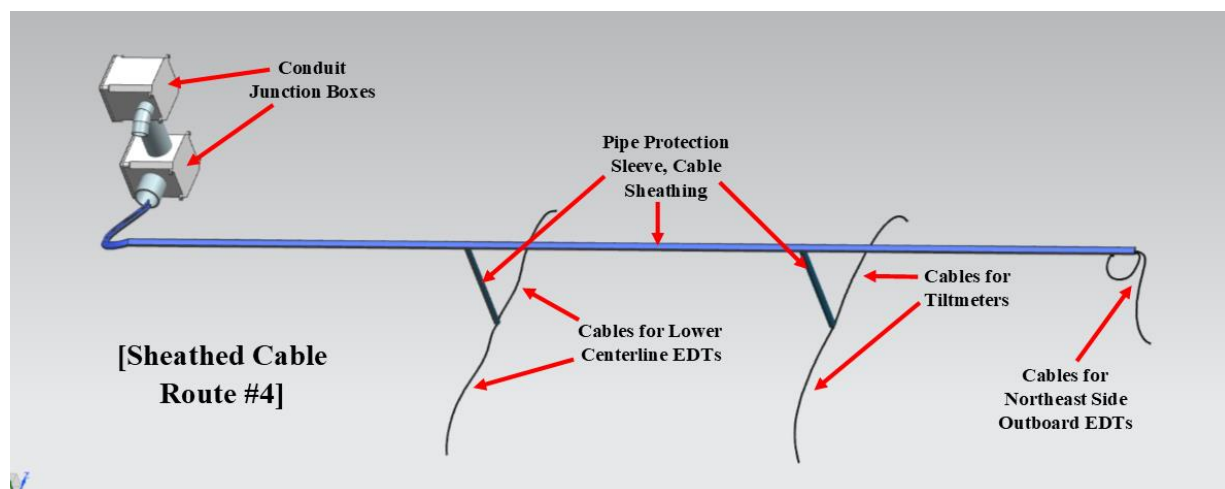 Conduit
Junction Boxes
Pipe Protection
Sleeve, Cable
Sheathing
Cables for
Tiltmeters
Cables for Lower
Centerline EDTs
[Sheathed Cable
Route #4]
Cables for
Northeast Side
Outboard EDTs